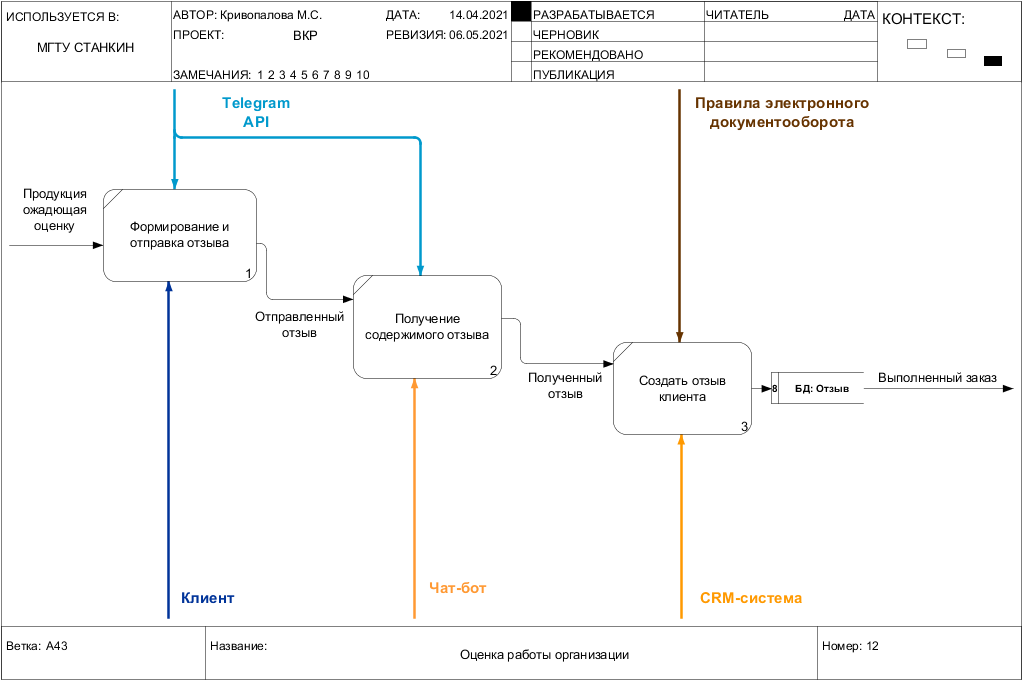 ИСПОЛЬЗУЕТСЯ В:
МГТУ СТАНКИН
АВТОР: Кривопалова М.С.
ДАТА: 14.04.2021
ПРОЕКТ: ВКР
РЕВИЗИЯ: 06.05.2021
ЗАМЕЧАНИЯ: 1 2 3 4 5 6 7 8 9 10
РАЗРАБАТЫВАЕТСЯ
ЧЕРНОВИК
РЕКОМЕНДОВАНО
ПУБЛИКАЦИЯ
ЧИТАТЕЛЬ ДАТА
КОНТЕКСТ:
Telegram
API
Правила электронного
документооборота
Продукция
ожадющая
оценку
Формирование и
отправка отзыва
1
Отправленный
отзыв
Получение
содержимого отзыва
2
Полученный
отзыв
Создать отзыв
клиента
3
8 БД: Отзыв
Выполненный заказ
Клиент
Чат-бот
CRM-система
Ветка: A43
Название:
Оценка работы организации
Номер: 12